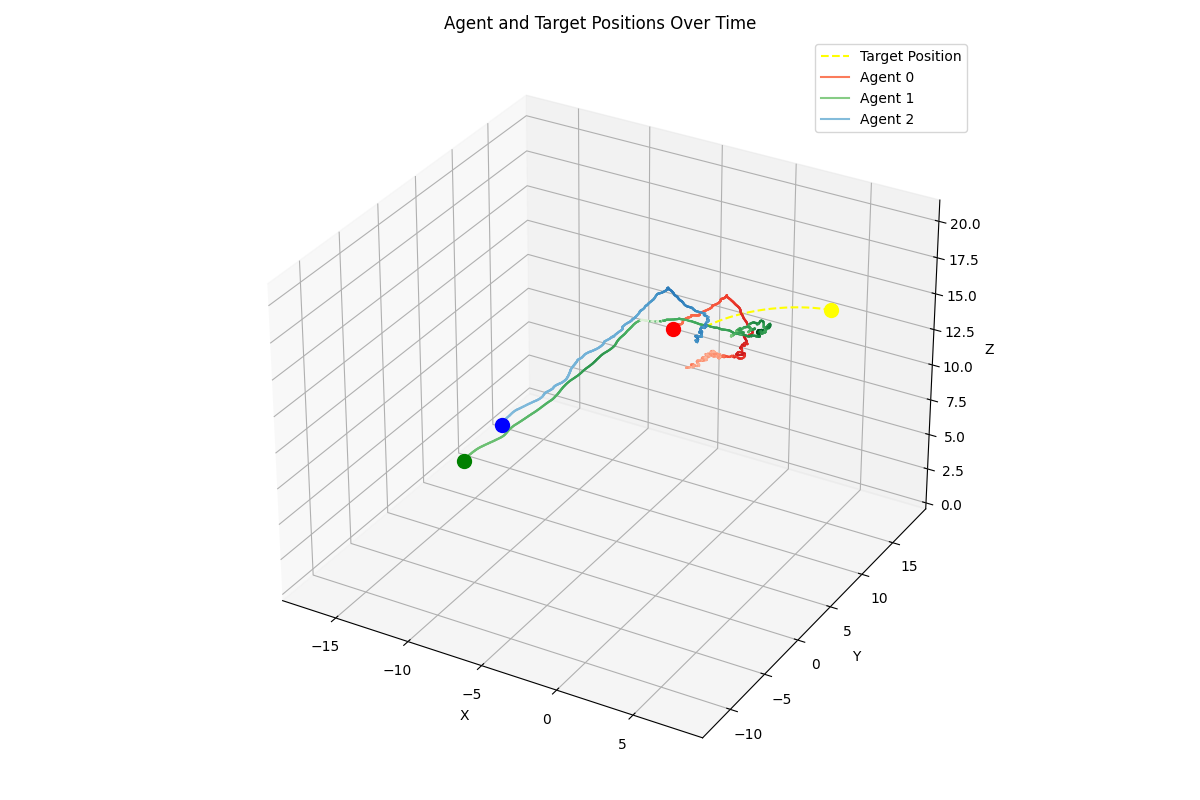 Agent and Target Positions Over Time
Target Position
Agent 0
Agent 1
Agent 2
20.0
17.5
15.0
12.5
10.0
7.5
5.0
2.5
0.0
Z
15
10
5
0
−5
−10
Y
−15
−10
−5
0
5
X